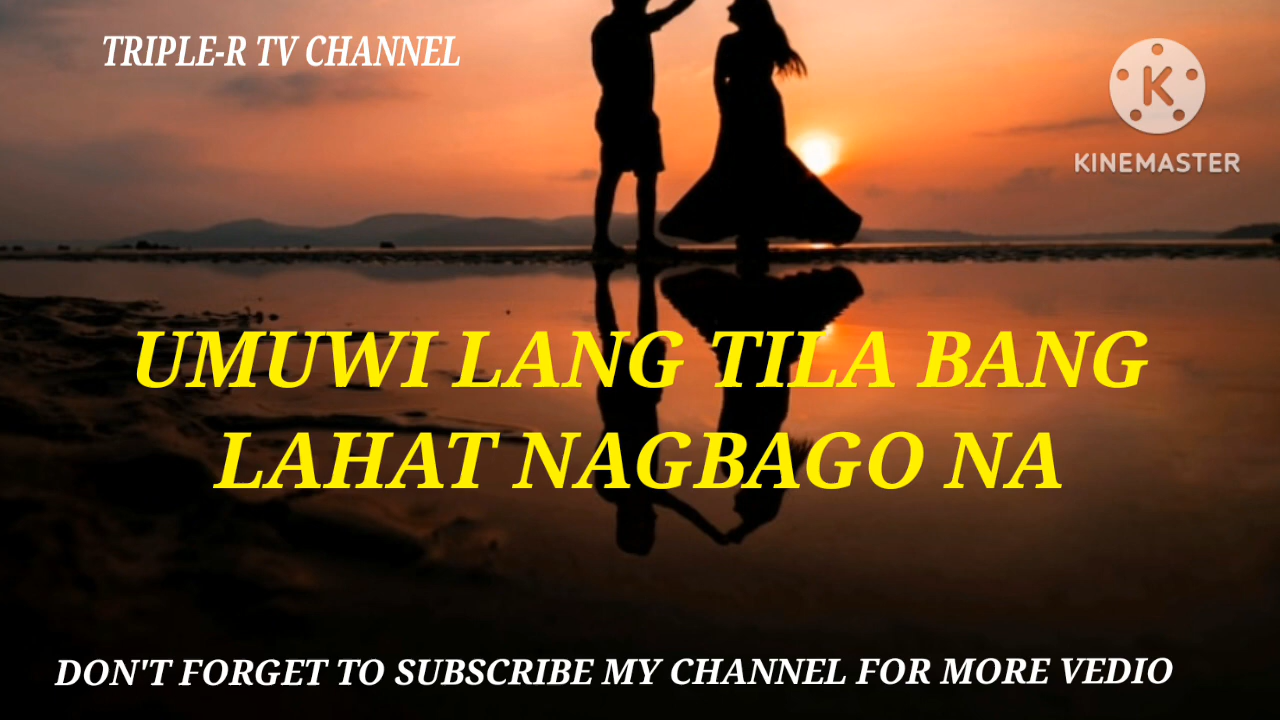 TRIPLE-R TV CHANNEL
K
KINEMASTER
UMUWI LANG TILA BANG
LAHAT NAGBAGO NA
DON'T FORGET TO SUBSCRIBE MY CHANNEL FOR MORE VEDIO